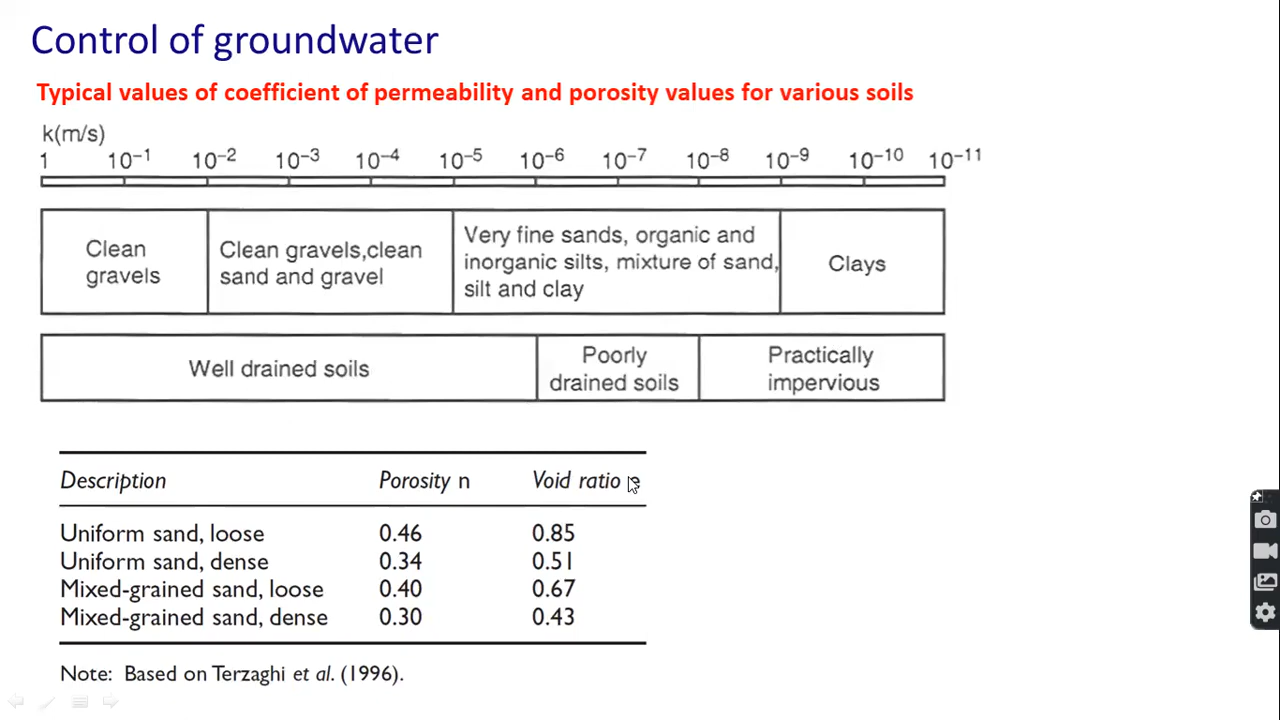 Control of groundwater
Typical values of coefficient of permeability and porosity values for various soils
k(m/s)
1 10⁻¹ 10⁻² 10⁻³ 10⁻⁴ 10⁻⁵ 10⁻⁶ 10⁻⁷ 10⁻⁸ 10⁻⁹ 10⁻¹⁰ 10⁻¹¹
Clean
gravels
Clean gravels,clean
sand and gravel
Very fine sands, organic and
inorganic silts, mixture of sand,
silt and clay
Clays
Well drained soils
Poorly
drained soils
Practically
impervious
Description Porosity n Void ratio
Uniform sand, loose 0.46 0.85
Uniform sand, dense 0.34 0.51
Mixed-grained sand, loose 0.40 0.67
Mixed-grained sand, dense 0.30 0.43
Note: Based on Terzaghi et al. (1996).